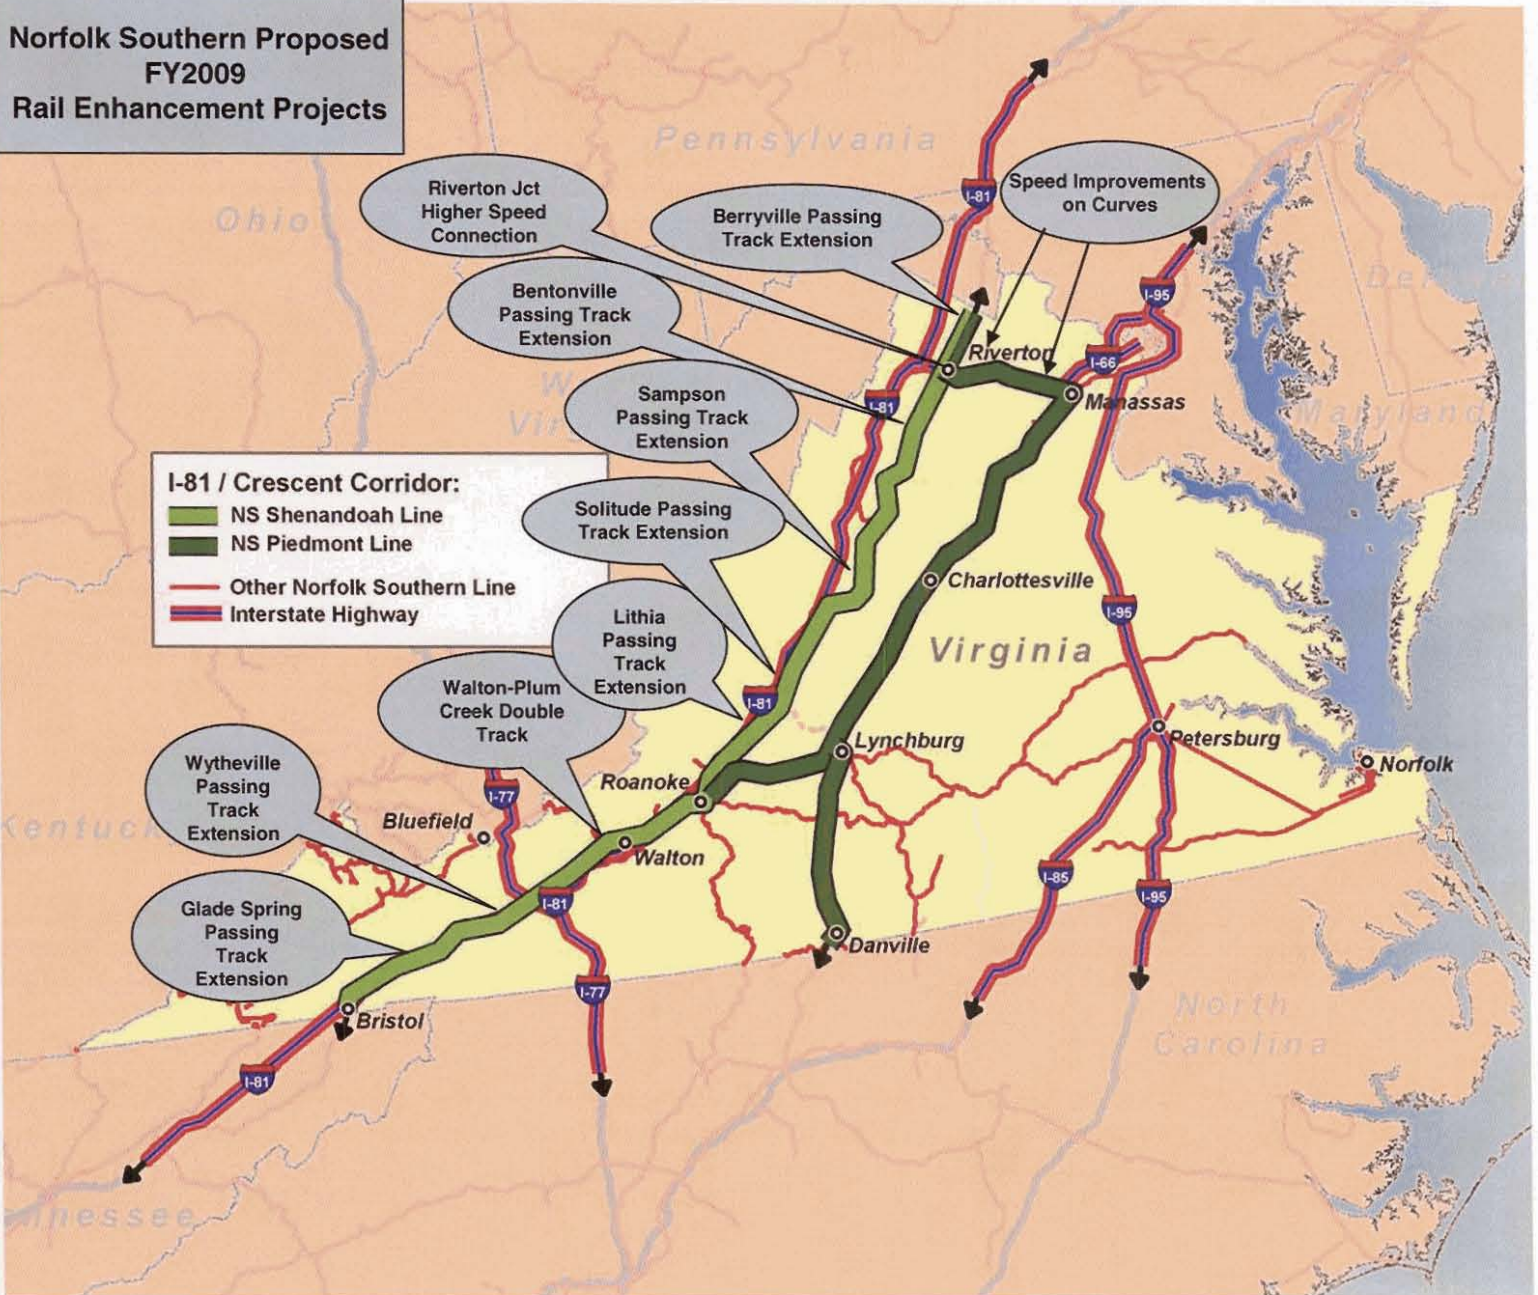 Norfolk Southern Proposed
FY2009
Rail Enhancement Projects
Pennsylvania
Ohio
Riverton Jct
Higher Speed
Connection
Berryville Passing
Track Extension
I-81
Speed Improvements
on Curves
Bentonville
Passing Track
Extension
I-95
Riverton
I-66
Manassas
Maryland
Sampson
Passing Track
Extension
I-81
I-81 / Crescent Corridor:
NS Shenandoah Line
NS Piedmont Line
Other Norfolk Southern Line
Interstate Highway
Solitude Passing
Track Extension
Charlottesville
I-95
Lithia
Passing
Track
Extension
Virginia
Walton-Plum
Creek Double
Track
I-81
Lynchburg
Petersburg
Norfolk
Wytheville
Passing
Track
Extension
I-77
Roanoke
Bluefield
Walton
I-85
I-95
I-81
Glade Spring
Passing
Track
Extension
Danville
I-77
Bristol
North
Carolina
I-81